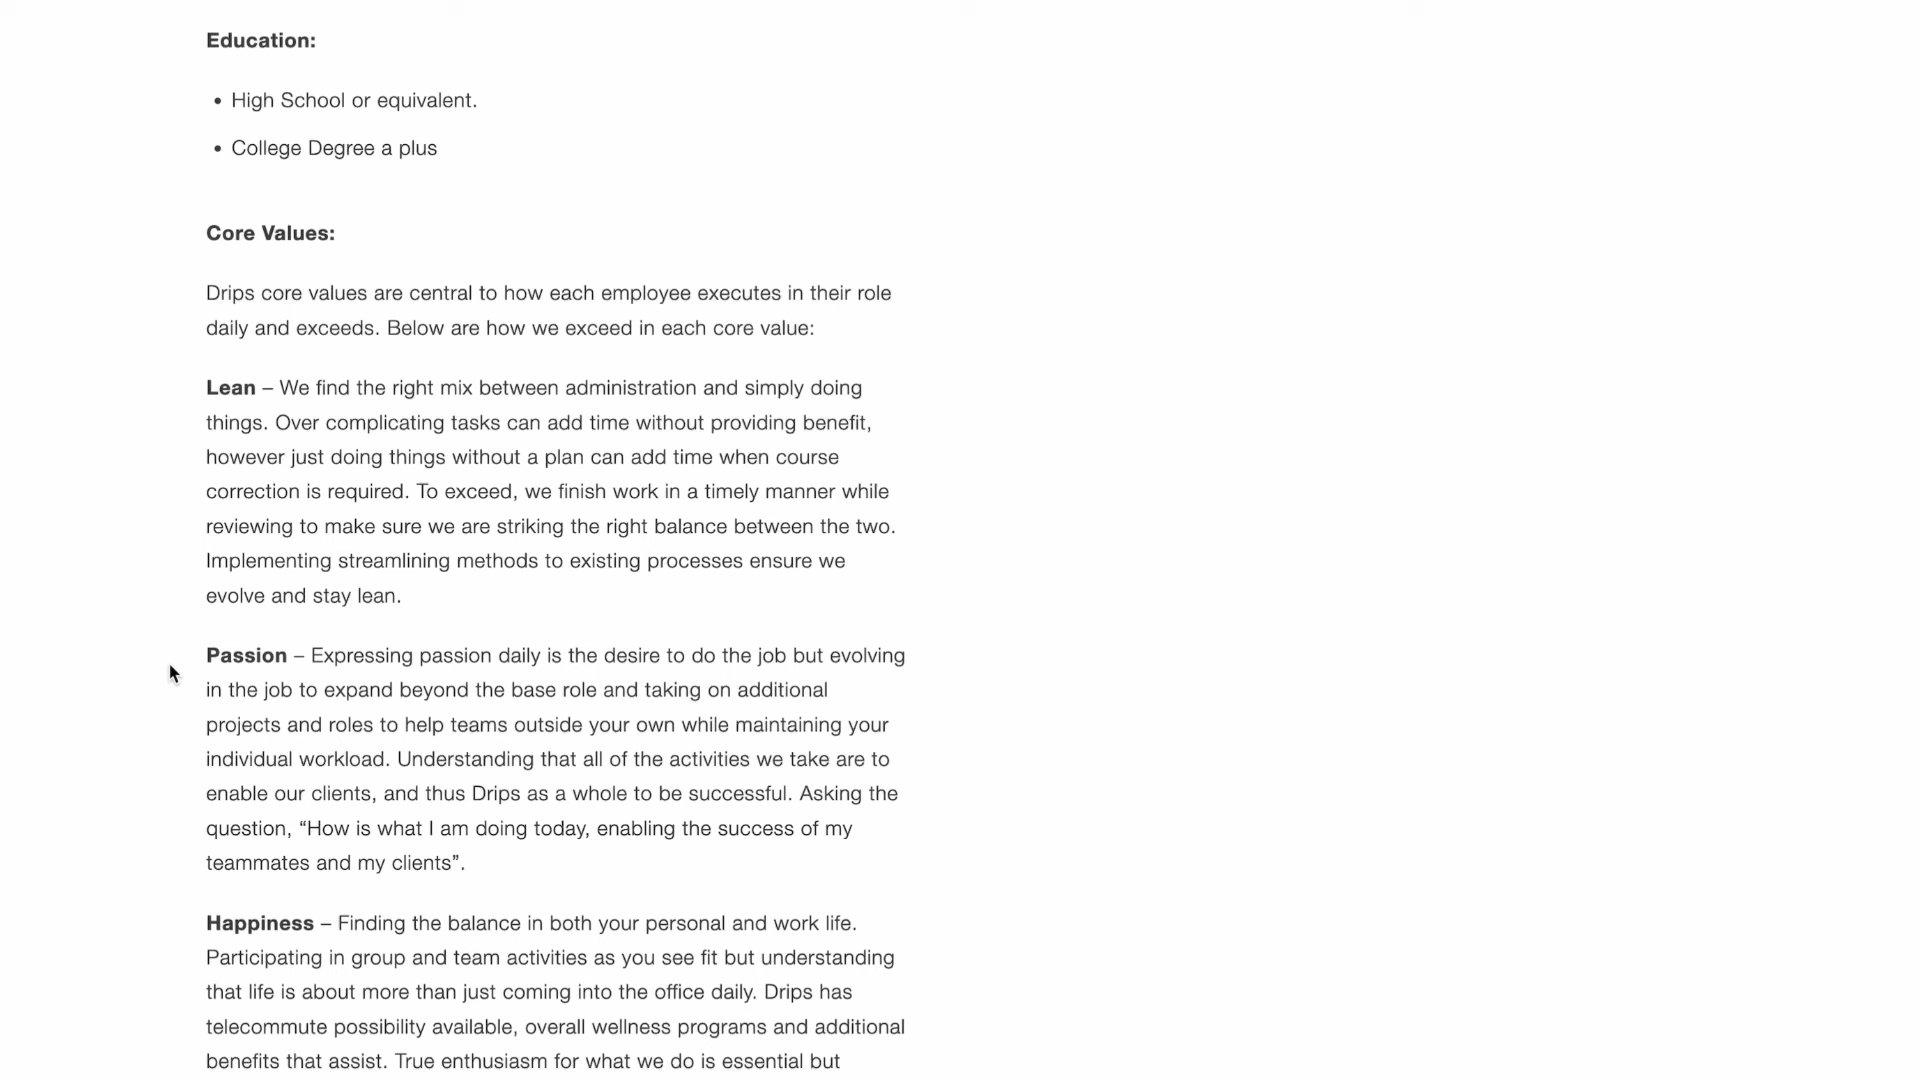 Education:
• High School or equivalent.
• College Degree a plus
Core Values:
Drips core values are central to how each employee executes in their role
daily and exceeds. Below are how we exceed in each core value:
Lean – We find the right mix between administration and simply doing
things. Over complicating tasks can add time without providing benefit,
however just doing things without a plan can add time when course
correction is required. To exceed, we finish work in a timely manner while
reviewing to make sure we are striking the right balance between the two.
Implementing streamlining methods to existing processes ensure we
evolve and stay lean.
Passion – Expressing passion daily is the desire to do the job but evolving
in the job to expand beyond the base role and taking on additional
projects and roles to help teams outside your own while maintaining your
individual workload. Understanding that all of the activities we take are to
enable our clients, and thus Drips as a whole to be successful. Asking the
question, “How is what I am doing today, enabling the success of my
teammates and my clients”.
Happiness – Finding the balance in both your personal and work life.
Participating in group and team activities as you see fit but understanding
that life is about more than just coming into the office daily. Drips has
telecommute possibility available, overall wellness programs and additional
benefits that assist. True enthusiasm for what we do is essential but